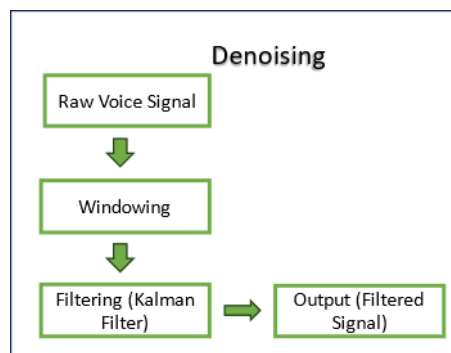 Denoising
Raw Voice Signal
Windowing
Filtering (Kalman
Filter)
Output (Filtered
Signal)